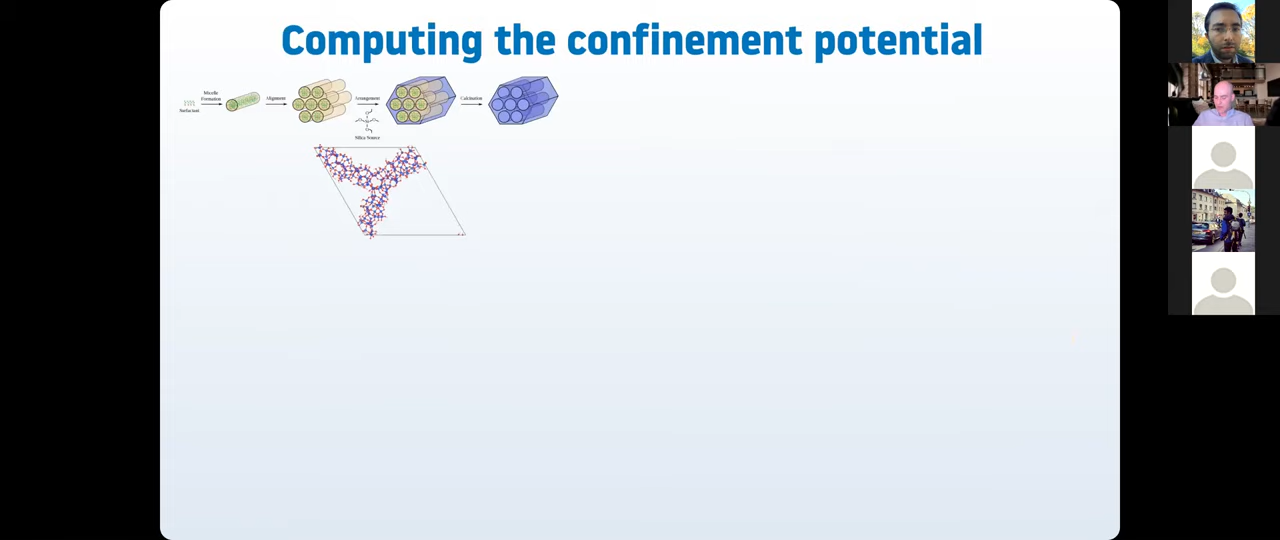 Computing the confinement potential
Micelle
Formation
Alignment
Arrangement
Calcination
Surfactant
Silica Source